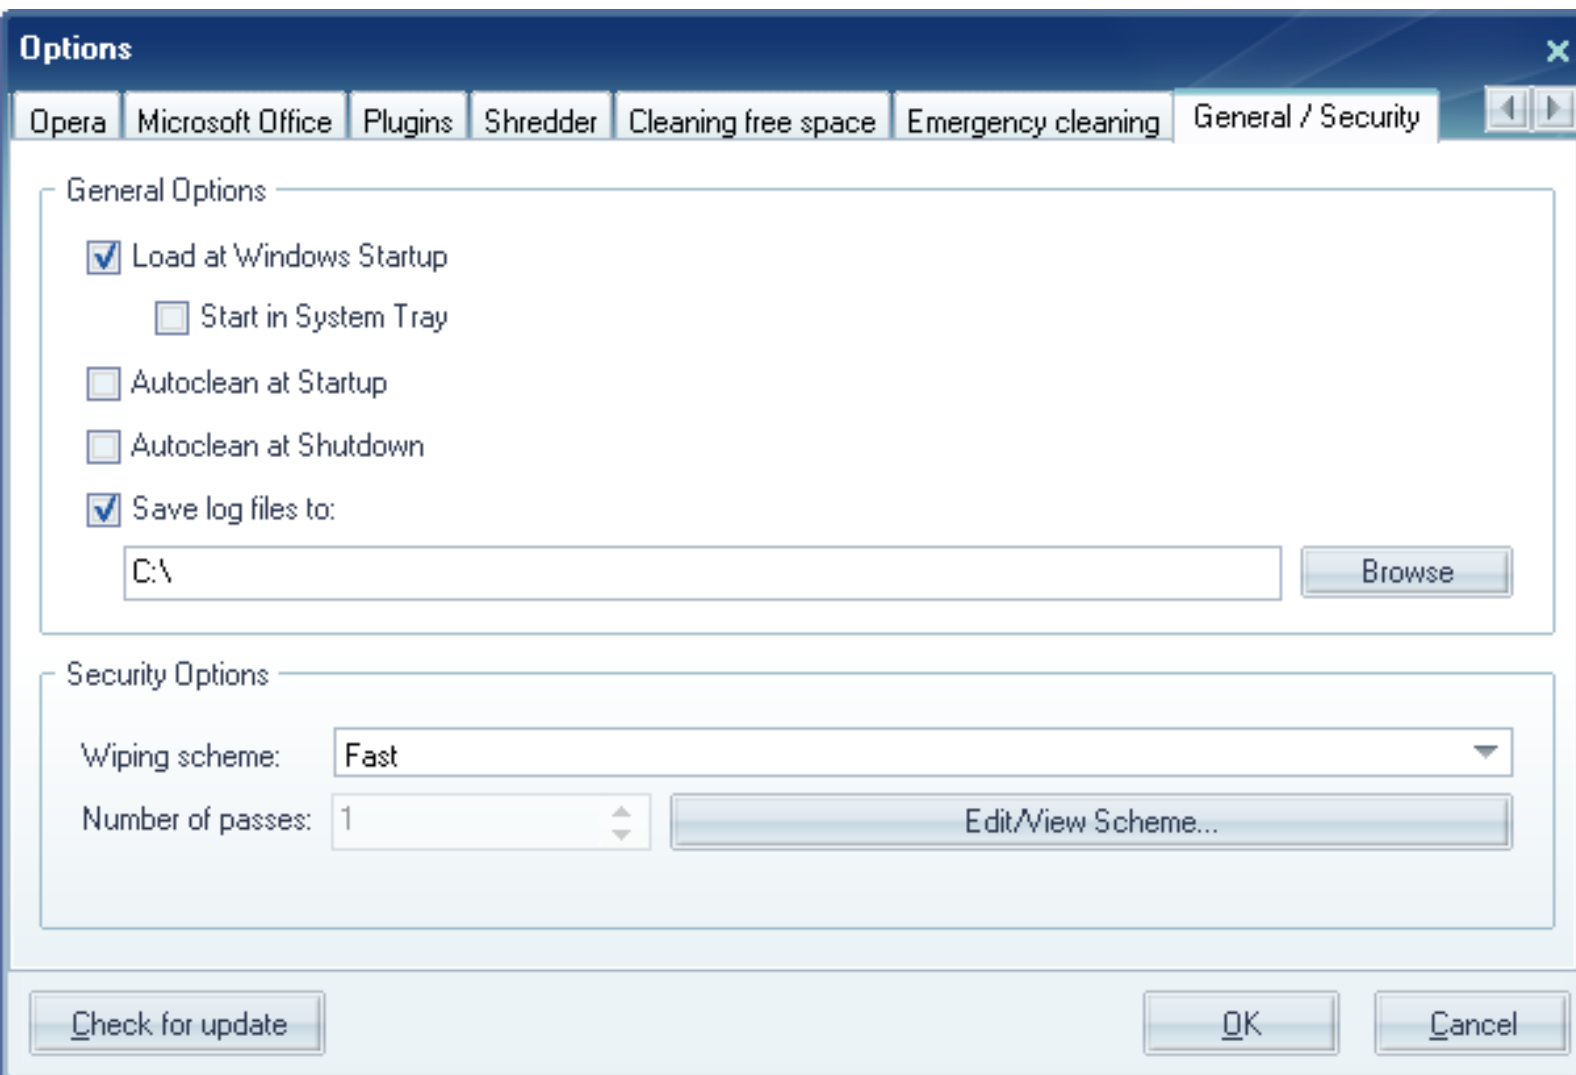 Options
Opera Microsoft Office Plugins Shredder Cleaning free space Emergency cleaning General / Security
General Options
Load at Windows Startup
Start in System Tray
Autoclean at Startup
Autoclean at Shutdown
Save log files to:
C:\ Browse
Security Options
Wiping scheme: Fast
Number of passes: 1 Edit/View Scheme...
Check for update OK Cancel